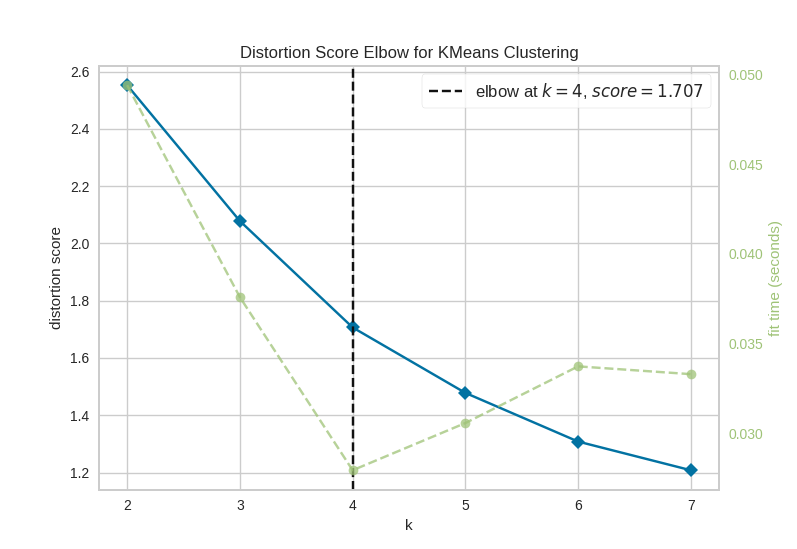 Distortion Score Elbow for KMeans Clustering
elbow at k = 4, score = 1.707
2.6
2.4
2.2
2.0
1.8
1.6
1.4
1.2
distortion score
0.050
0.045
0.040
0.035
0.030
fit time (seconds)
2 3 4 5 6 7
k